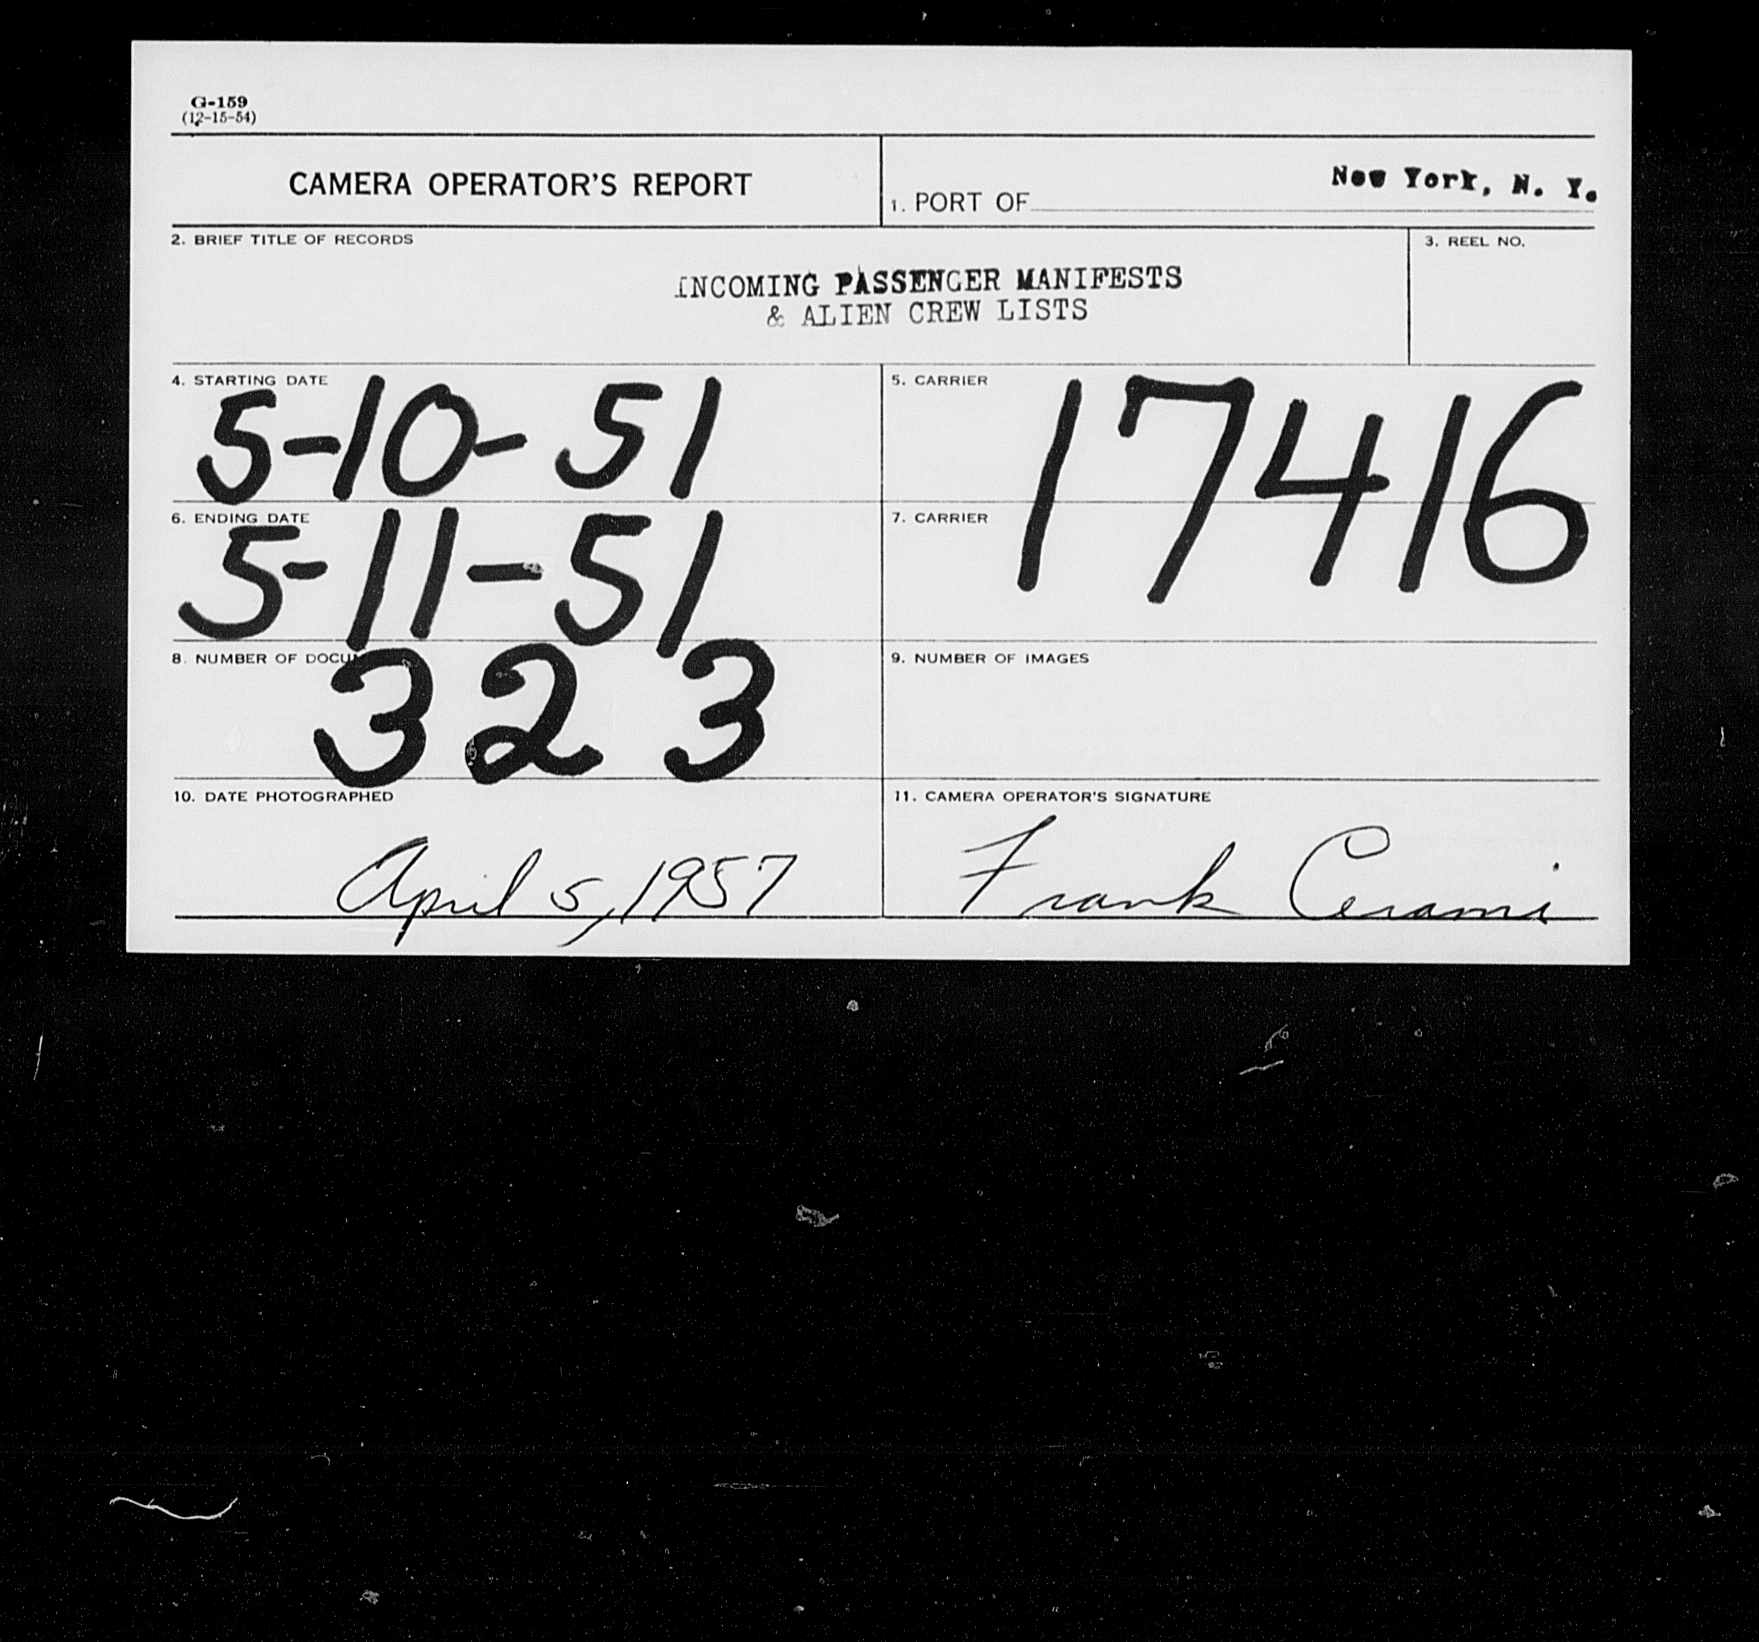 G-159
(12-15-54)
CAMERA OPERATOR'S REPORT
1. PORT OF New York, N. Y.
2. BRIEF TITLE OF RECORDS
3. REEL NO.
INCOMING PASSENGER MANIFESTS
& ALIEN CREW LISTS
4. STARTING DATE
5-10-51
5. CARRIER
17416
6. ENDING DATE
5-11-51
7. CARRIER
8. NUMBER OF DOCUM
323
9. NUMBER OF IMAGES
10. DATE PHOTOGRAPHED
April 5, 1957
11. CAMERA OPERATOR'S SIGNATURE
Frank Cerami